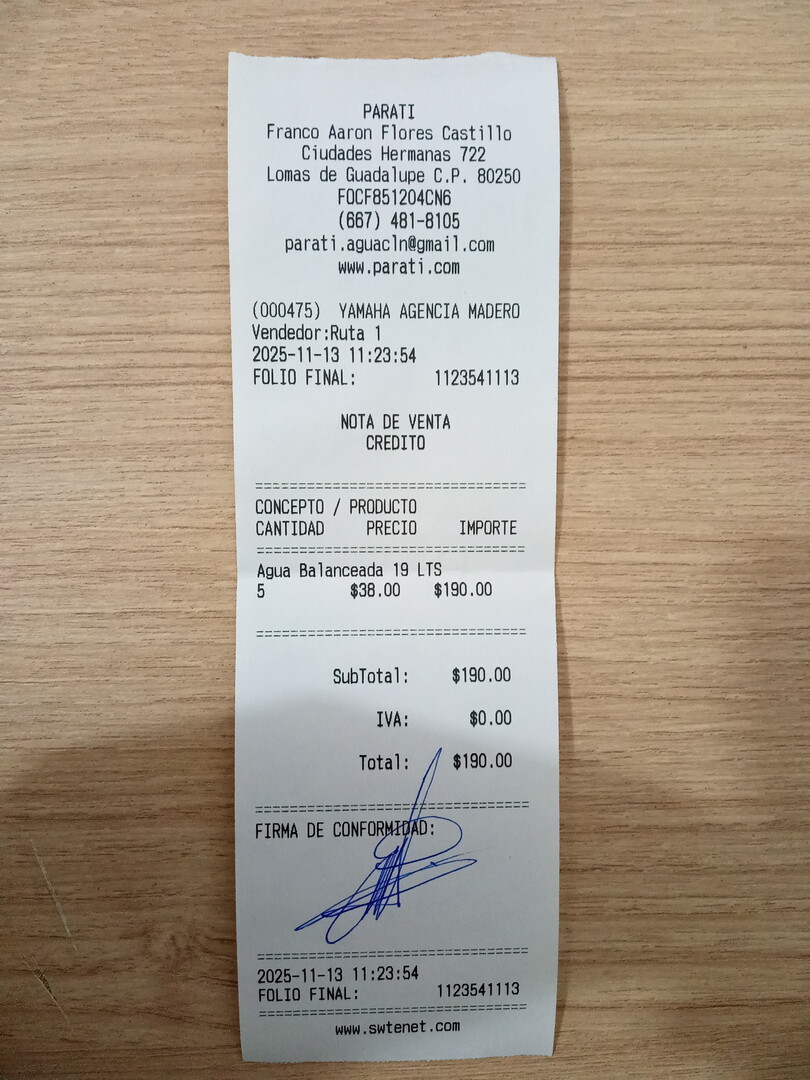 PARATI
Franco Aaron Flores Castillo
Ciudades Hermanas 722
Lomas de Guadalupe C.P. 80250
FOCF851204CN6
(667) 481-8105
parati.aguacln@gmail.com
www.parati.com
(000475) YAMAHA AGENCIA MADERO
Vendedor:Ruta 1
2025-11-13 11:23:54
FOLIO FINAL: 1123541113
NOTA DE VENTA
CREDITO
===============================
CONCEPTO / PRODUCTO
CANTIDAD PRECIO IMPORTE
===============================
Agua Balanceada 19 LTS
5 $38.00 $190.00
===============================
SubTotal: $190.00
IVA: $0.00
Total: $190.00
===============================
FIRMA DE CONFORMIDAD:
===============================
2025-11-13 11:23:54
FOLIO FINAL: 1123541113
===============================
www.swtenet.com